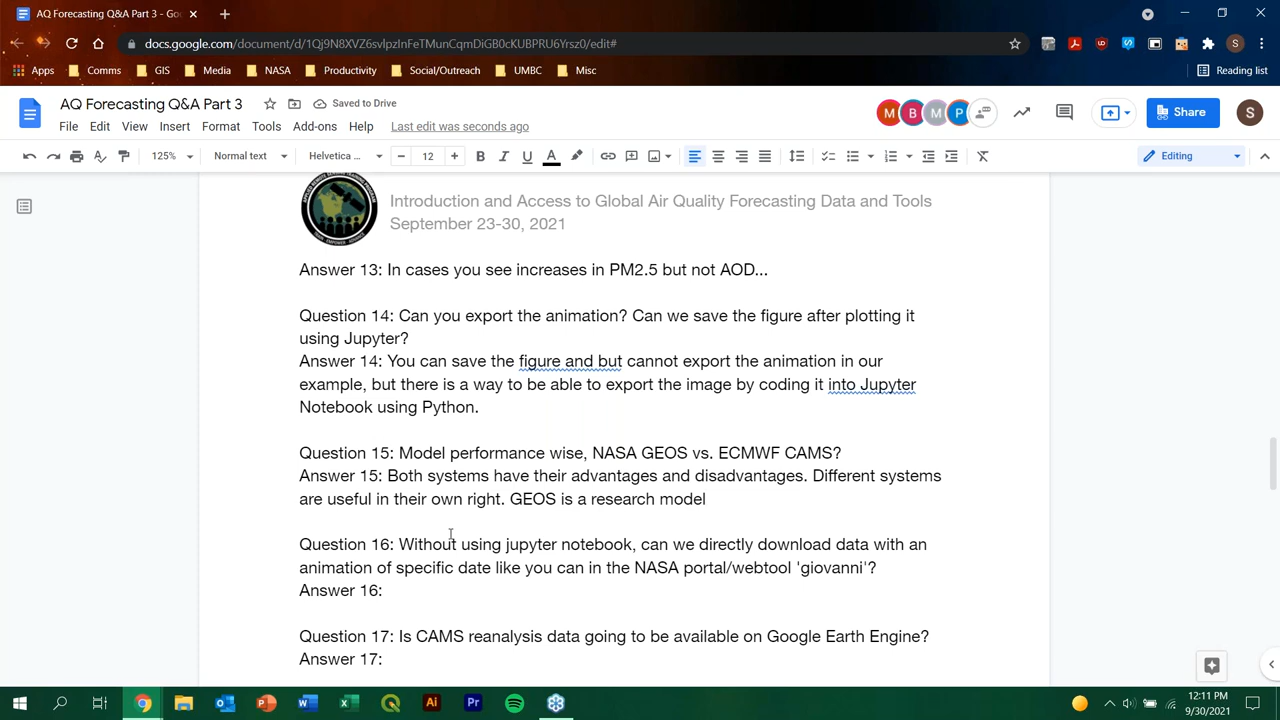 AQ Forecasting Q&A Part 3 - Go
docs.google.com/document/d/1Qj9N8XVZ6svlpzInFeTMunCqmDiGB0cKUBPRU6Yrsz0/edit#
Apps Comms GIS Media NASA Productivity Social/Outreach UMBC Misc Reading list
AQ Forecasting Q&A Part 3 Saved to Drive
File Edit View Insert Format Tools Add-ons Help Last edit was seconds ago
M B M P Share S
125% Normal text Helvetica ... 12 B I U A Editing
Introduction and Access to Global Air Quality Forecasting Data and Tools
September 23-30, 2021
Answer 13: In cases you see increases in PM2.5 but not AOD...
Question 14: Can you export the animation? Can we save the figure after plotting it
using Jupyter?
Answer 14: You can save the figure and but cannot export the animation in our
example, but there is a way to be able to export the image by coding it into Jupyter
Notebook using Python.
Question 15: Model performance wise, NASA GEOS vs. ECMWF CAMS?
Answer 15: Both systems have their advantages and disadvantages. Different systems
are useful in their own right. GEOS is a research model
Question 16: Without using jupyter notebook, can we directly download data with an
animation of specific date like you can in the NASA portal/webtool 'giovanni'?
Answer 16:
Question 17: Is CAMS reanalysis data going to be available on Google Earth Engine?
Answer 17:
12:11 PM
9/30/2021